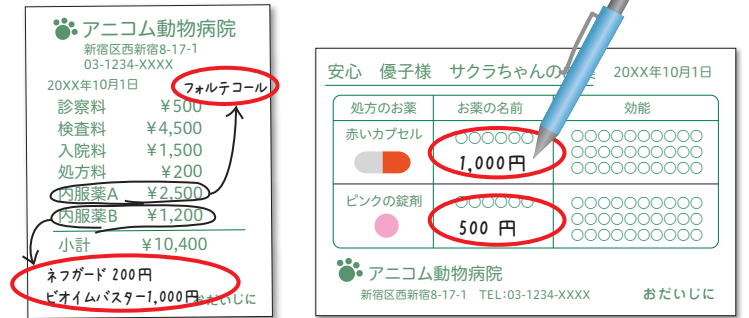 アニコム動物病院
新宿区西新宿8-17-1
03-1234-XXXX
20XX年10月1日
フォルテコール
診察料 ¥500
検査料 ¥4,500
入院料 ¥1,500
処方料 ¥200
内服薬A ¥2,500
内服薬B ¥1,200
小計 ¥10,400
ネフガード 200円
ビオイムバスター1,000円
おだいじに
安心 優子様 サクラちゃんの 20XX年10月1日
処方のお薬 お薬の名前 効能
赤いカプセル ○○○○○○ ○○○○○○○○○○
○○○○○○○○○○
1,000円 ○○○○○○○○○○
ピンクの錠剤 ○○○○○○ ○○○○○○○○○○
○○○○○○○○○○
500 円 ○○○○○○○○○○
アニコム動物病院
新宿区西新宿8-17-1 TEL:03-1234-XXXX おだいじに